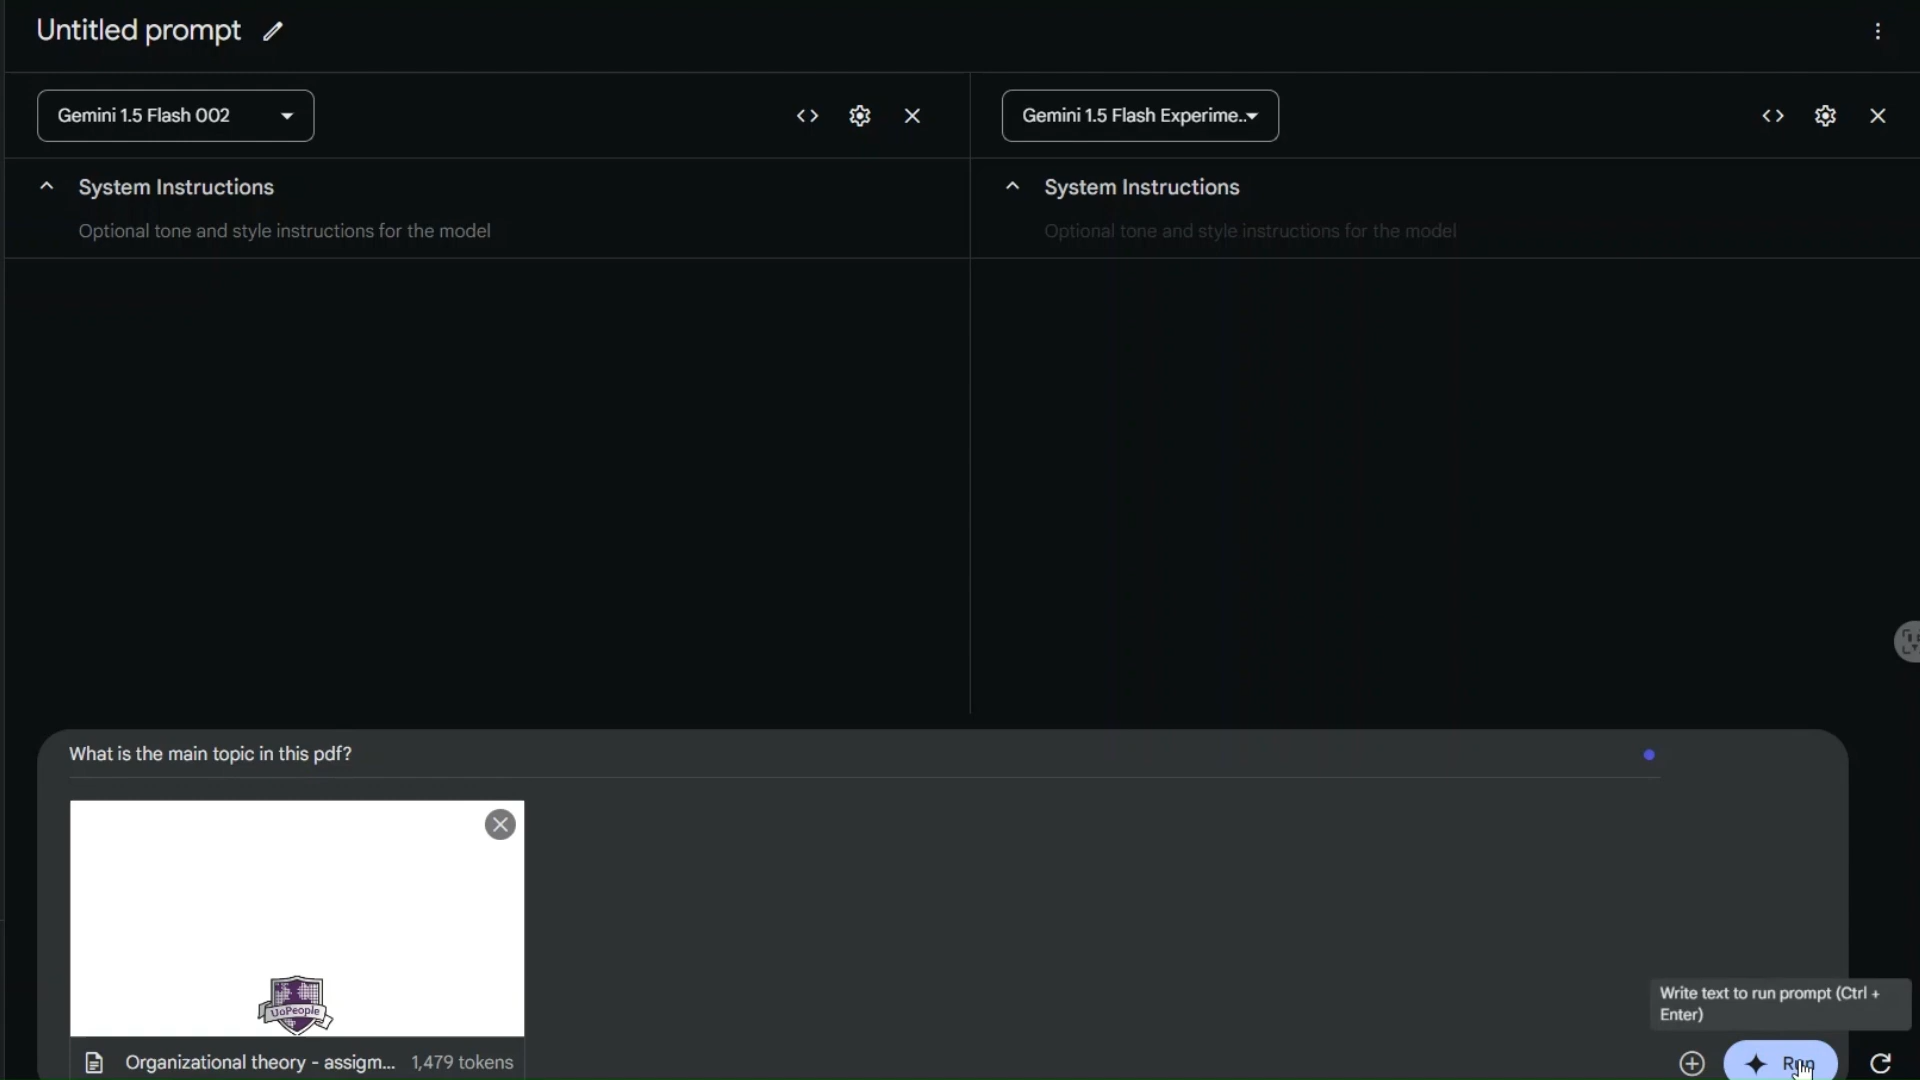 Untitled prompt
Gemini 1.5 Flash 002
Gemini 1.5 Flash Experime..
System Instructions
Optional tone and style instructions for the model
System Instructions
Optional tone and style instructions for the model
What is the main topic in this pdf?
UoPeople
Write text to run prompt (Ctrl +
Enter)
Organizational theory - assigm... 1,479 tokens
Run